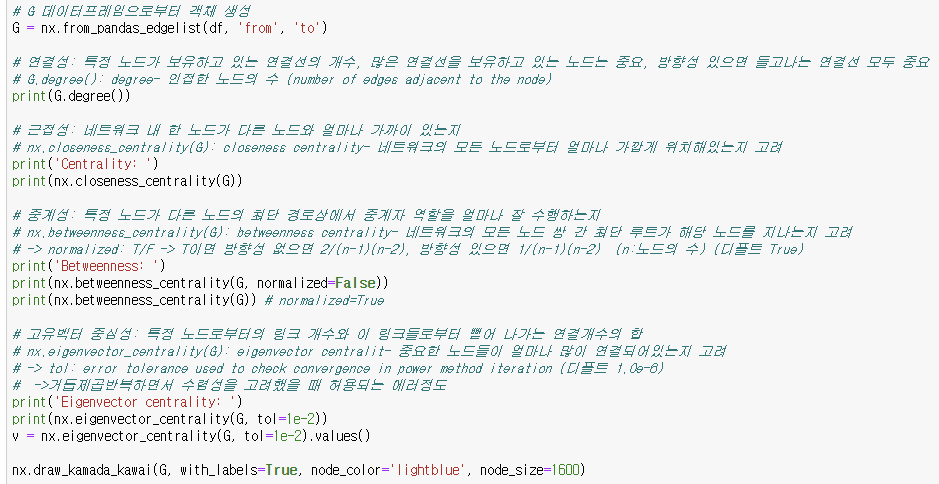 # G 데이터프레임으로부터 객체 생성
G = nx.from_pandas_edgelist(df, 'from', 'to')
# 연결성: 특정 노드가 보유하고 있는 연결선의 개수, 많은 연결선을 보유하고 있는 노드는 중요, 방향성 있으면 들고나는 연결선 모두 중요
# G.degree(): degree- 인접한 노드의 수 (number of edges adjacent to the node)
print(G.degree())
# 근접성: 네트워크 내 한 노드가 다른 노드와 얼마나 가까이 있는지
# nx.closeness_centrality(G): closeness centrality- 네트워크의 모든 노드로부터 얼마나 가깝게 위치해있는지 고려
print('Centrality: ')
print(nx.closeness_centrality(G))
# 중계성: 특정 노드가 다른 노드의 최단 경로상에서 중계자 역할을 얼마나 잘 수행하는지
# nx.betweenness_centrality(G): betweenness centrality- 네트워크의 모든 노드 쌍 간 최단 루트가 해당 노드를 지나는지 고려
# -> normalized: T/F -> T이면 방향성 없으면 2/(n-1)(n-2), 방향성 있으면 1/(n-1)(n-2) (n:노드의 수) (디폴트 True)
print('Betweenness: ')
print(nx.betweenness_centrality(G, normalized=False))
print(nx.betweenness_centrality(G)) # normalized=True
# 고유벡터 중심성: 특정 노드로부터의 링크 개수와 이 링크들로부터 뻗어 나가는 연결개수의 합
# nx.eigenvector_centrality(G): eigenvector centralit- 중요한 노드들이 얼마나 많이 연결되어있는지 고려
# -> tol: error tolerance used to check convergence in power method iteration (디폴트 1.0e-6)
#  ->거듭제곱반복하면서 수렴성을 고려했을 때 허용되는 에러정도
print('Eigenvector centrality: ')
print(nx.eigenvector_centrality(G, tol=1e-2))
v = nx.eigenvector_centrality(G, tol=1e-2).values()
nx.draw_kamada_kawai(G, with_labels=True, node_color='lightblue', node_size=1600)